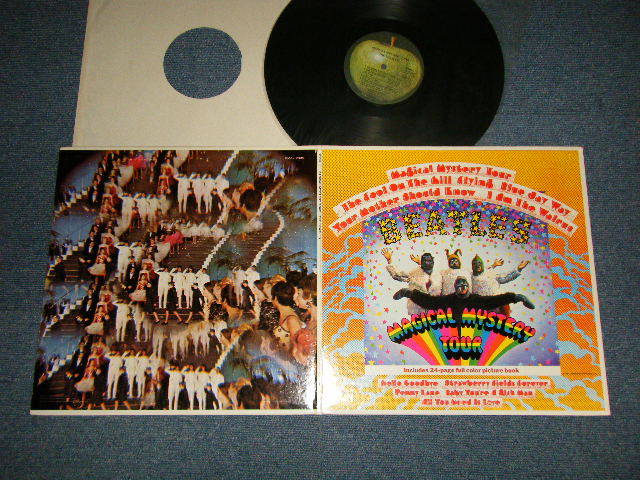 Magical Mystery Tour
The Fool On The Hill Flying Blue Jay Way
Your Mother Should Know I Am The Walrus
BEATLES
MAGICAL MYSTERY
TOUR
Includes 24-page full color picture book
Hello Goodbye Strawberry Fields Forever
Penny Lane Baby Youre A Rich Man
All You Need Is Love